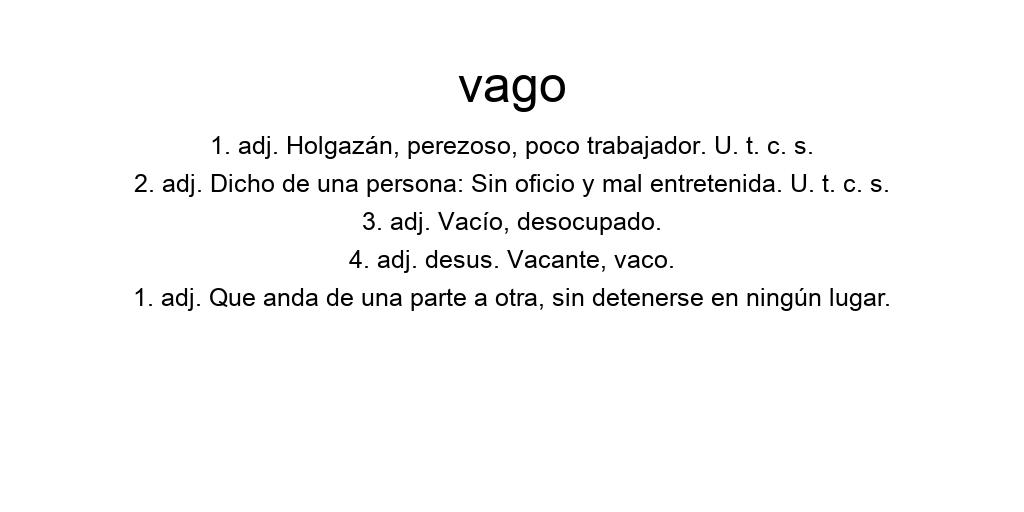 vago
1. adj. Holgazán, perezoso, poco trabajador. U. t. c. s.
2. adj. Dicho de una persona: Sin oficio y mal entretenida. U. t. c. s.
3. adj. Vacío, desocupado.
4. adj. desus. Vacante, vaco.
1. adj. Que anda de una parte a otra, sin detenerse en ningún lugar.